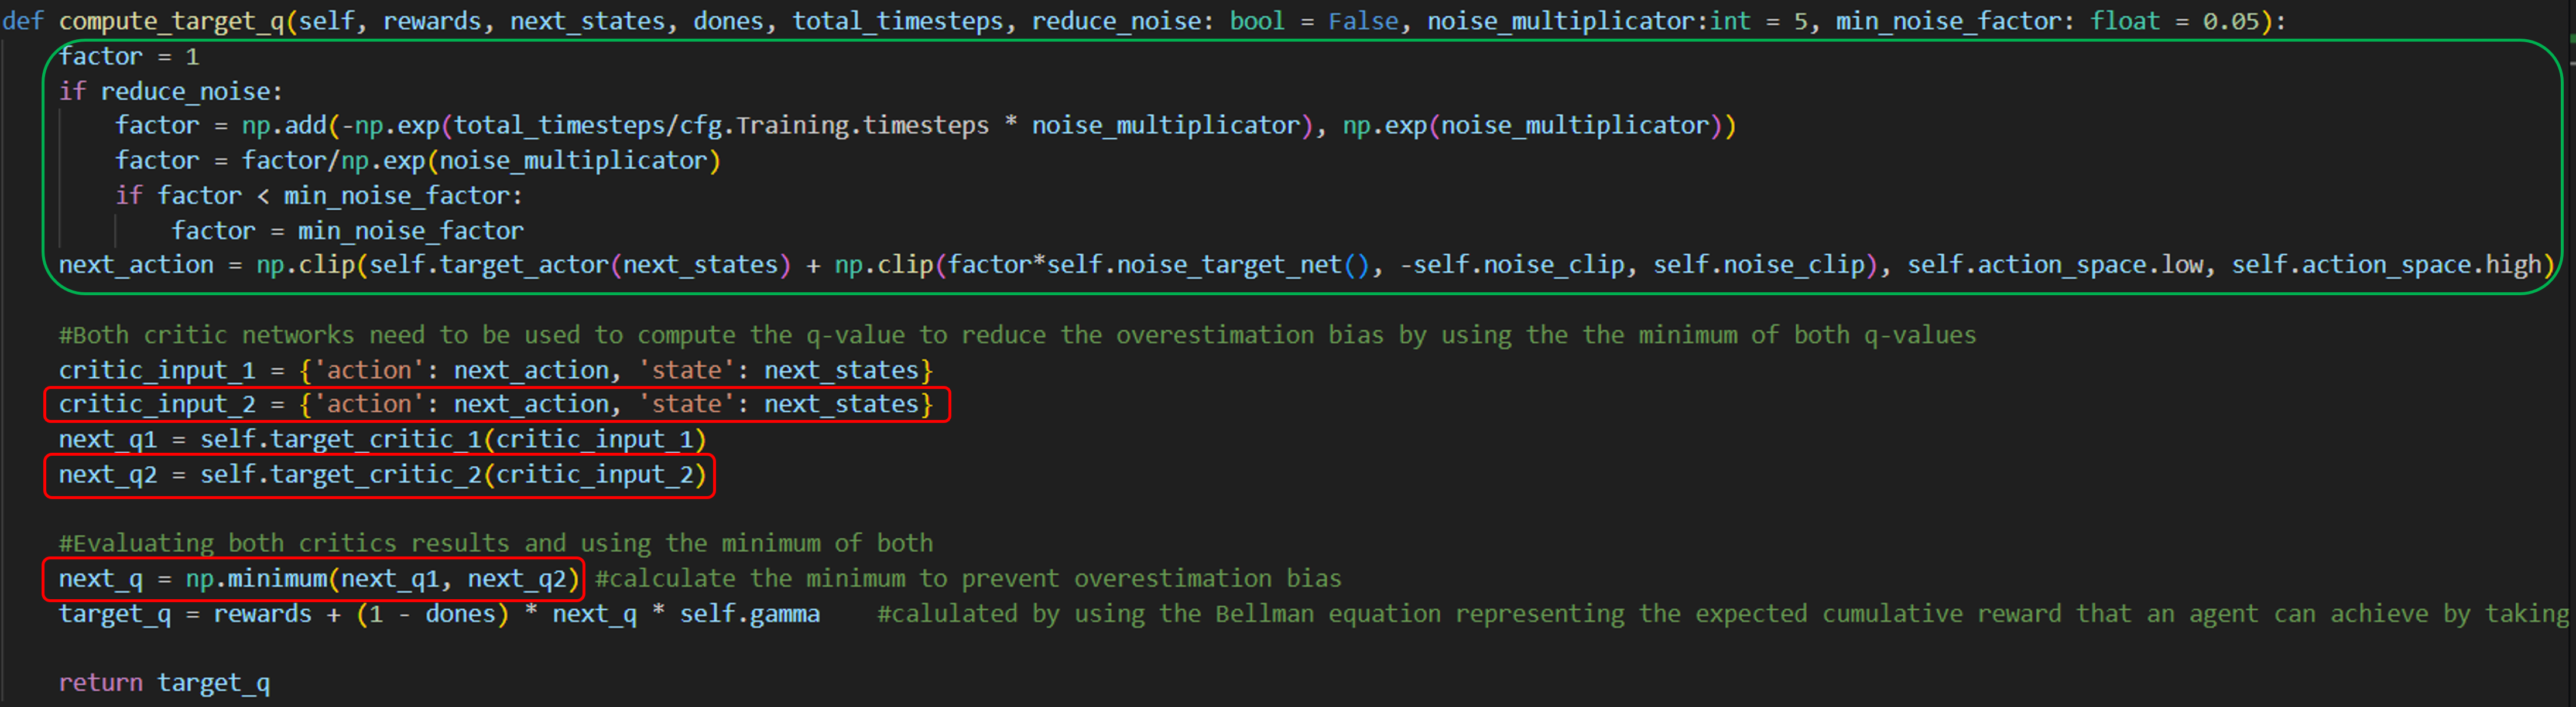 def compute_target_q(self, rewards, next_states, dones, total_timesteps, reduce_noise: bool = False, noise_multiplicator:int = 5, min_noise_factor: float = 0.05):
factor = 1
if reduce_noise:
factor = np.add(-np.exp(total_timesteps/cfg.Training.timesteps * noise_multiplicator), np.exp(noise_multiplicator))
factor = factor/np.exp(noise_multiplicator)
if factor < min_noise_factor:
factor = min_noise_factor
next_action = np.clip(self.target_actor(next_states) + np.clip(factor*self.noise_target_net(), -self.noise_clip, self.noise_clip), self.action_space.low, self.action_space.high)
#Both critic networks need to be used to compute the q-value to reduce the overestimation bias by using the the minimum of both q-values
critic_input_1 = {'action': next_action, 'state': next_states}
critic_input_2 = {'action': next_action, 'state': next_states}
next_q1 = self.target_critic_1(critic_input_1)
next_q2 = self.target_critic_2(critic_input_2)
#Evaluating both critics results and using the minimum of both
next_q = np.minimum(next_q1, next_q2) #calculate the minimum to prevent overestimation bias
target_q = rewards + (1 - dones) * next_q * self.gamma #calulated by using the Bellman equation representing the expected cumulative reward that an agent can achieve by taking
return target_q